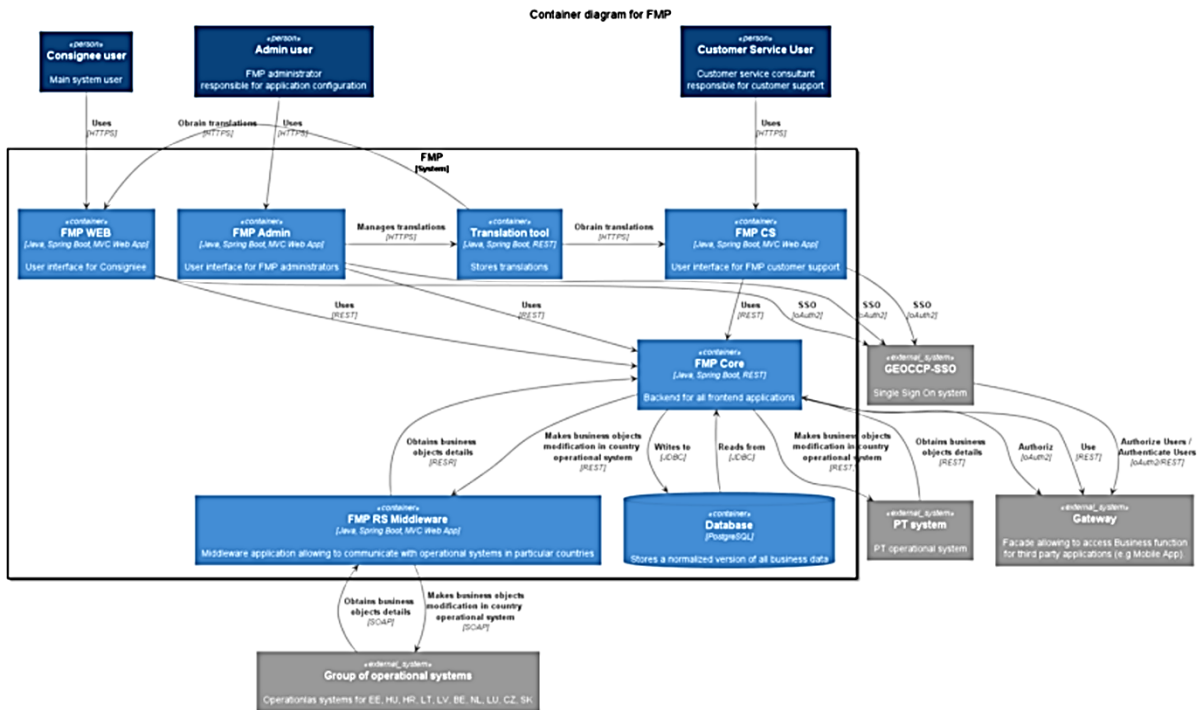 Container diagram for FMP
«person»
Consignee user
Main system user
«person»
Admin user
FMP administrator
responsible for application configuration
«person»
Customer Service User
Customer service consultant
responsible for customer support
Uses
[HTTPS]
Obrain translations
[HTTPS]
Uses
[HTTPS]
Uses
[HTTPS]
FMP
[System]
«container»
FMP WEB
[Java, Spring Boot, MVC Web App]
User interface for Consigniee
«container»
FMP Admin
[Java, Spring Boot, MVC Web App]
User interface for FMP administrators
Manages translations
[HTTPS]
«container»
Translation tool
[Java, Spring Boot, REST]
Stores translations
Obrain translations
[HTTPS]
«container»
FMP CS
[Java, Spring Boot, MVC Web App]
User interface for FMP customer support
Uses
[REST]
Uses
[REST]
Uses
[REST]
SSO
[oAuth2]
SSO
[oAuth2]
SSO
[oAuth2]
«container»
FMP Core
[Java, Spring Boot, REST]
Backend for all frontend applications
«external_system»
GEOCCP-SSO
Single Sign On system
Obtains business
objects details
[RESR]
Makes business objects
modification in country
operational system
[REST]
Writes to
[JDBC]
Reads from
[JDBC]
Makes business objects
modification in country
operational system
[REST]
Obtains business
objects details
[REST]
Authoriz
[oAuth2]
Use
[REST]
Authorize Users /
Authenticate Users
[oAuth2/REST]
«container»
FMP RS Middleware
[Java, Spring Boot, MVC Web App]
Middleware application allowing to communicate with operational systems in particular countries
«container»
Database
[PostgreSQL]
Stores a normalized version of all business data
«external_system»
PT system
PT operational system
«external_system»
Gateway
Facade allowing to access Business function
for third party applications (e.g Mobile App)
Obtains business
objects details
[SOAP]
Makes business objects
modification in country
operational system
[SOAP]
«external_system»
Group of operational systems
Operationlas systems for EE, HU, HR, LT, LV, BE, NL, LU, CZ, SK